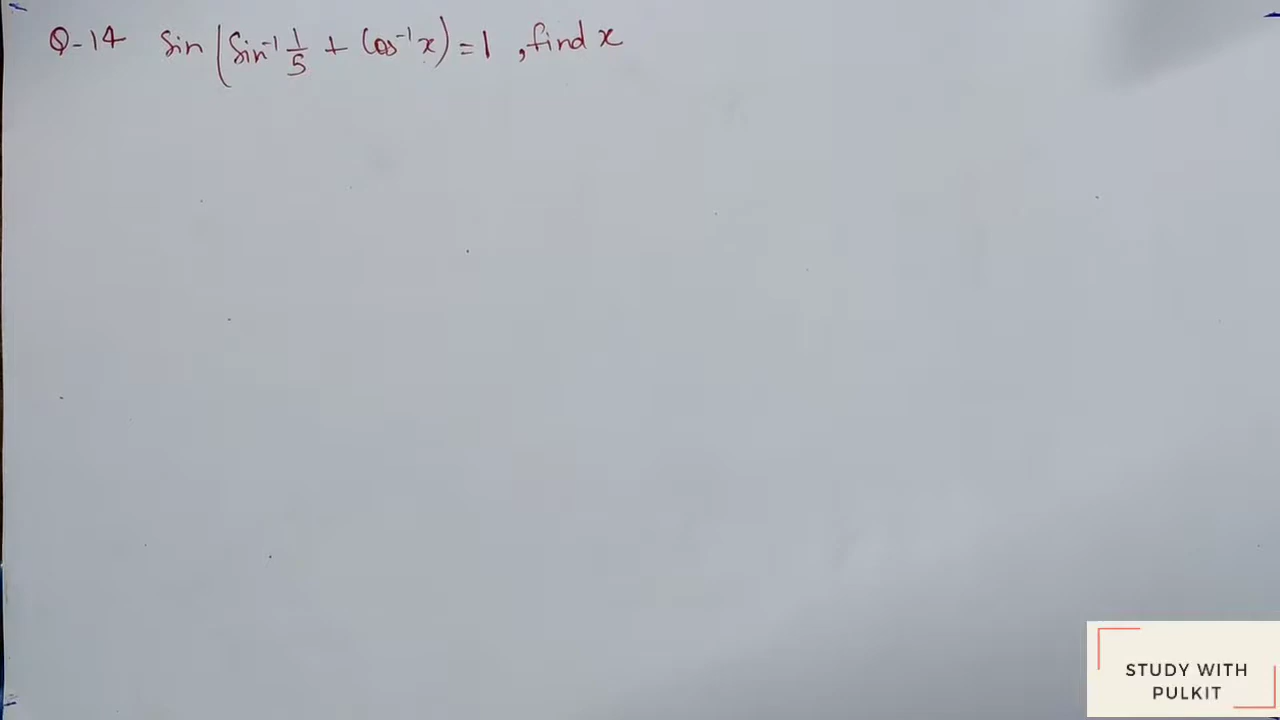 Q-14 Sin (Sin⁻¹ 1/5 + Cos⁻¹ x) = 1 , find x
STUDY WITH
PULKIT